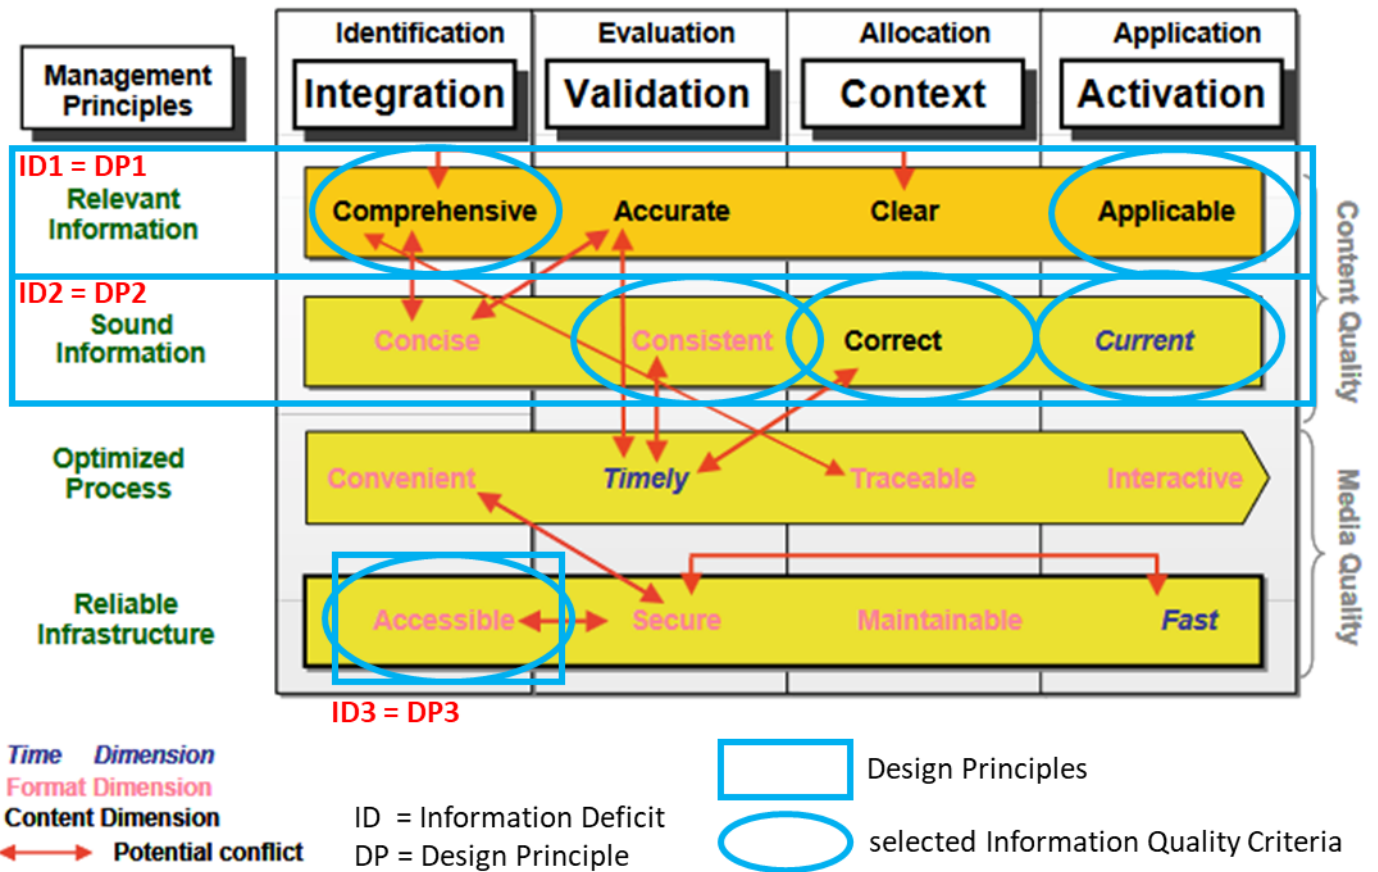 Identification Evaluation Allocation Application
Management
Principles
Integration Validation Context Activation
ID1 = DP1
Relevant
Information
Comprehensive Accurate Clear Applicable
ID2 = DP2
Sound
Information
Concise Consistent Correct Current
Content Quality
Optimized
Process
Convenient Timely Traceable Interactive
Reliable
Infrastructure
Accessible Secure Maintainable Fast
Media Quality
ID3 = DP3
Time Dimension
Format Dimension
Content Dimension
Potential conflict
ID = Information Deficit
DP = Design Principle
Design Principles
selected Information Quality Criteria